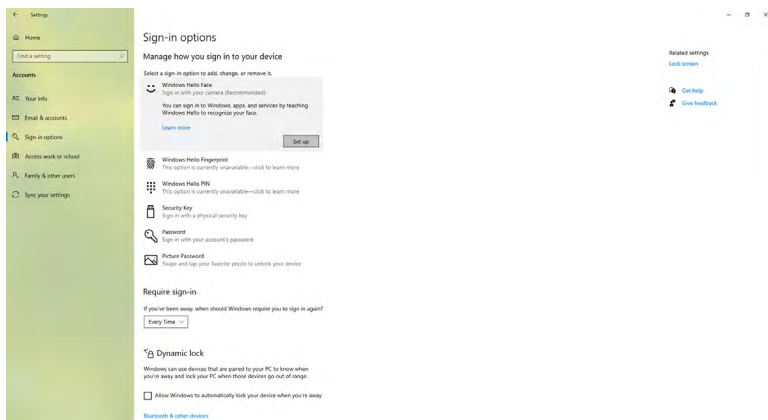 Settings
Home
Find a setting
Accounts
Your info
Email & accounts
Sign-in options
Access work or school
Family & other users
Sync your settings
Sign-in options
Manage how you sign in to your device
Select a sign-in option to add, change, or remove it.
Windows Hello Face
Sign in with your camera (Recommended)
You can sign in to Windows, apps, and services by teaching
Windows Hello to recognize your face.
Learn more
Set up
Windows Hello Fingerprint
This option is currently unavailable—click to learn more
Windows Hello PIN
This option is currently unavailable—click to learn more
Security Key
Sign in with a physical security key
Password
Sign in with your account's password
Picture Password
Swipe and tap your favorite photo to unlock your device
Require sign-in
If you've been away, when should Windows require you to sign in again?
Every Time
Dynamic lock
Windows can use devices that are paired to your PC to know when
you're away and lock your PC when those devices go out of range.
Allow Windows to automatically lock your device when you're away
Bluetooth & other devices
Related settings
Lock screen
Get help
Give feedback